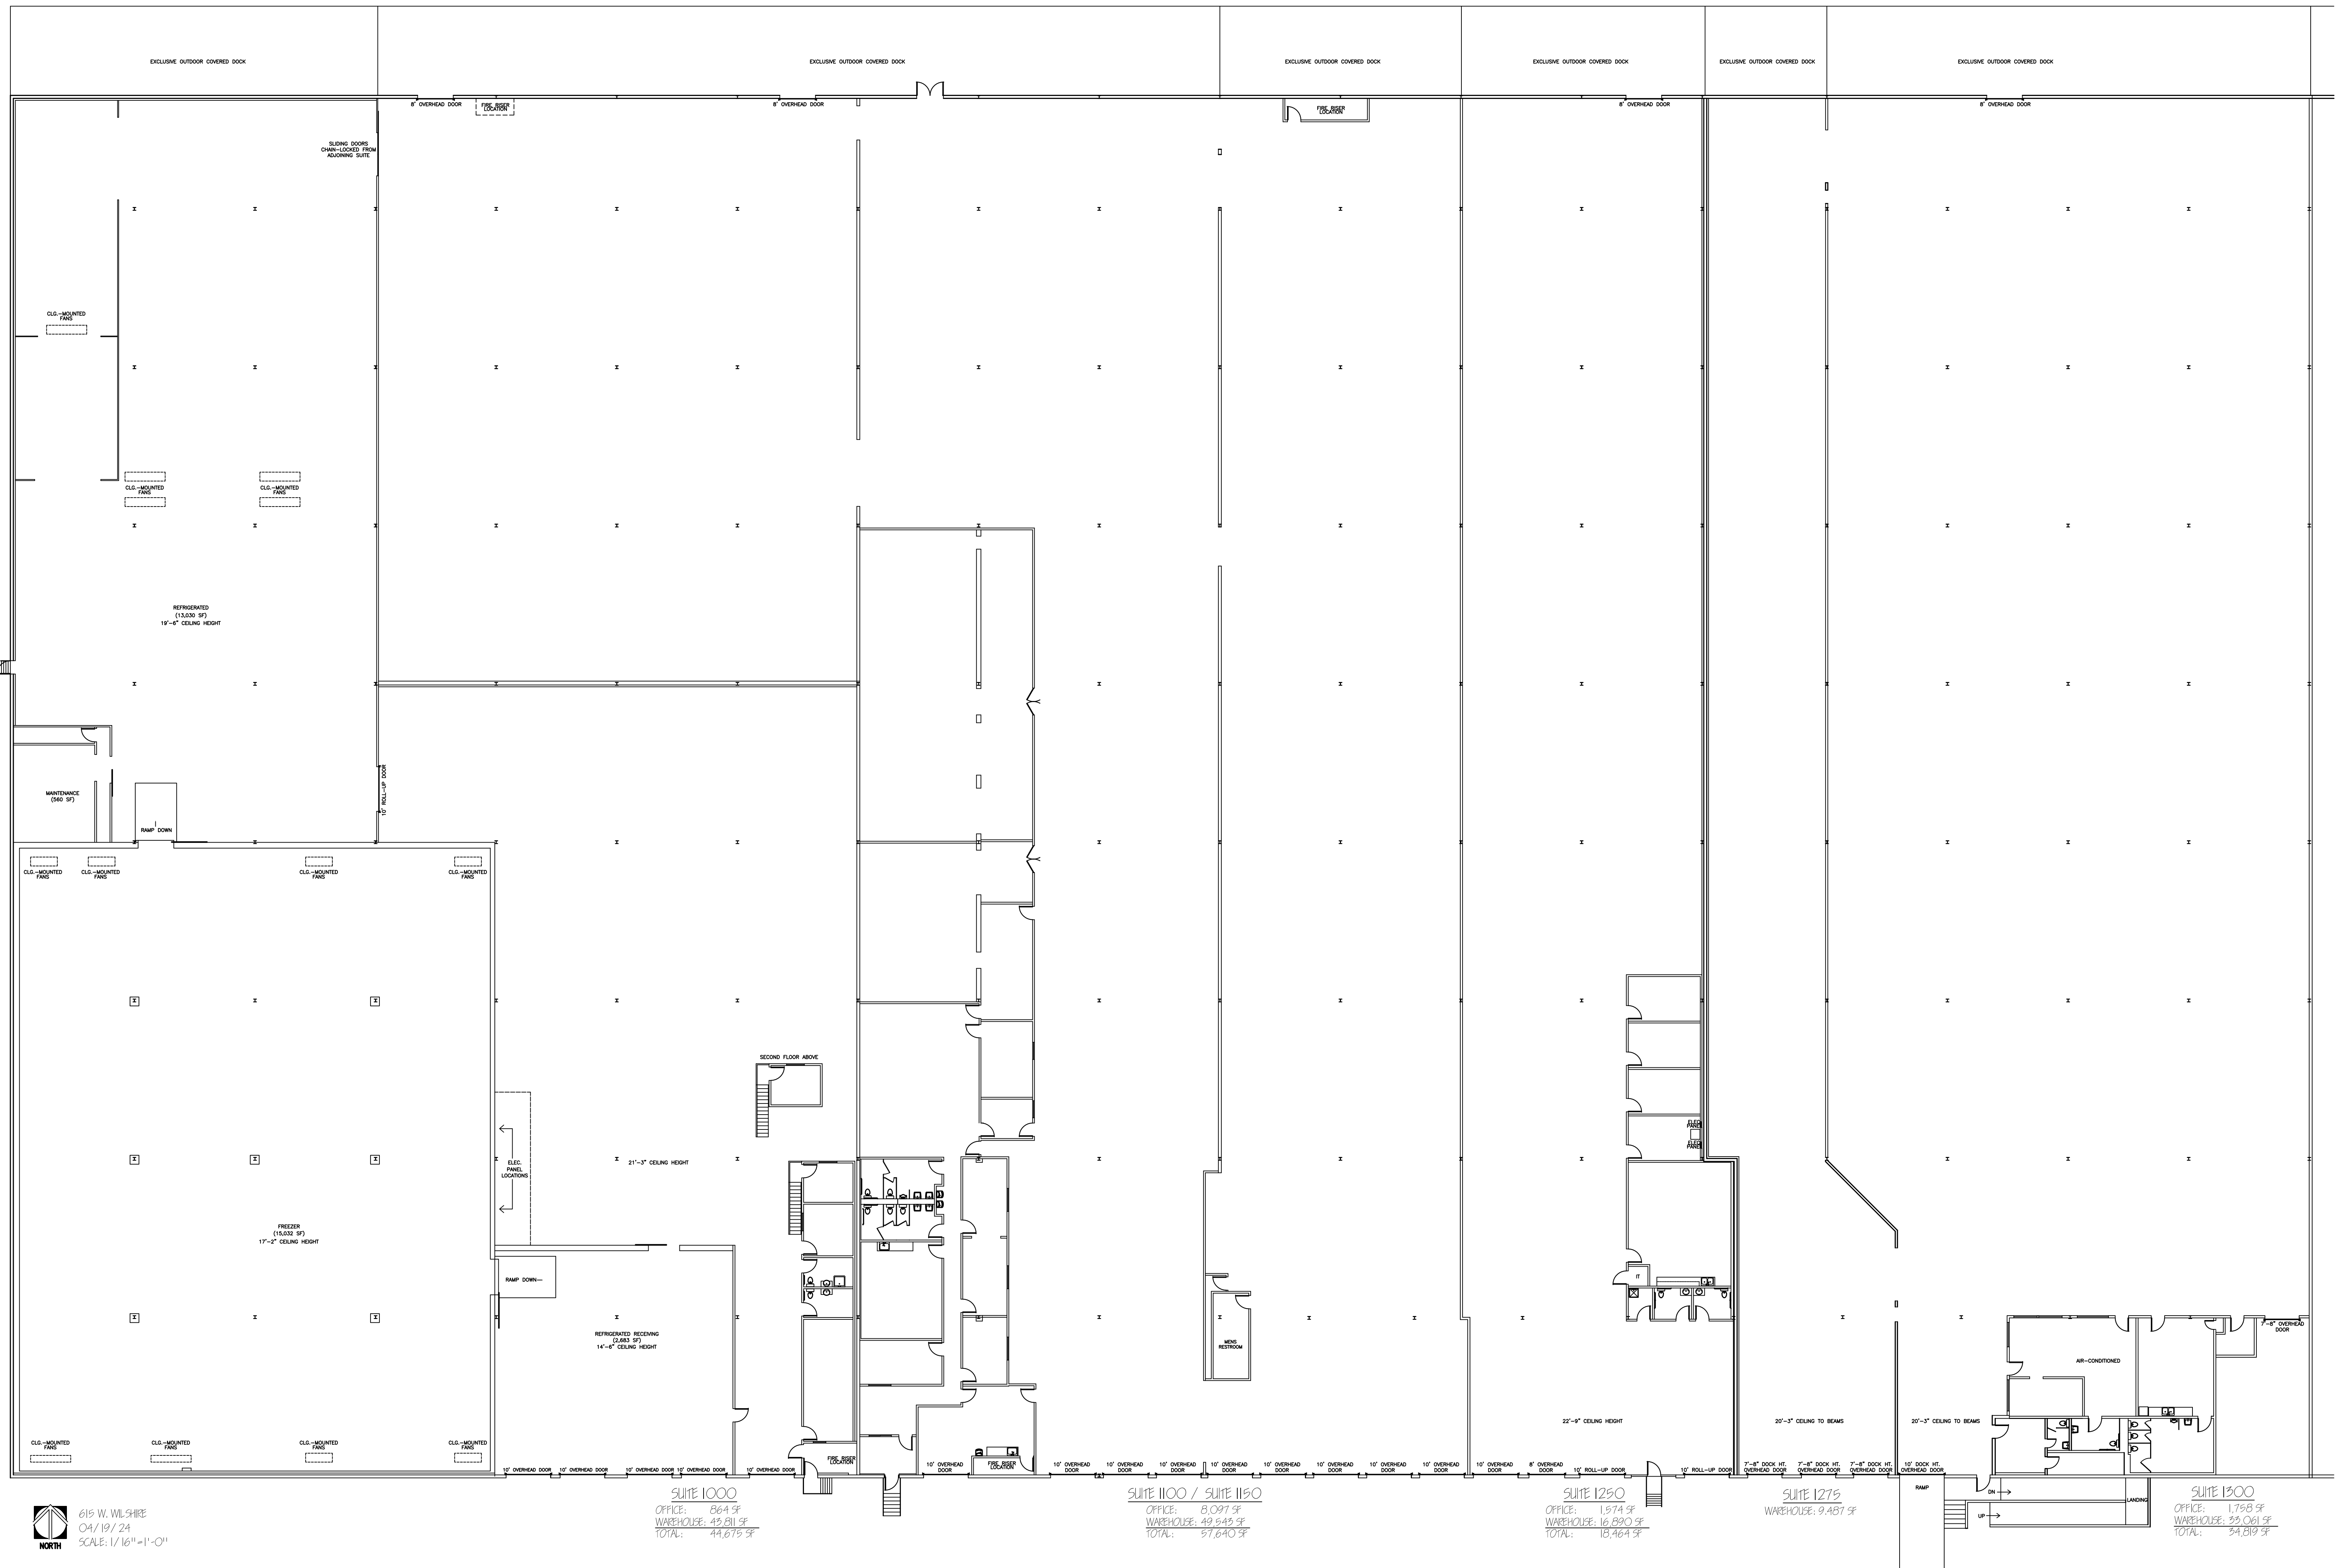 EXCLUSIVE OUTDOOR COVERED DOCK
EXCLUSIVE OUTDOOR COVERED DOCK
EXCLUSIVE OUTDOOR COVERED DOCK
EXCLUSIVE OUTDOOR COVERED DOCK
EXCLUSIVE OUTDOOR COVERED DOCK
EXCLUSIVE OUTDOOR COVERED DOCK
8' OVERHEAD DOOR
FIRE RISER
LOCATION
8' OVERHEAD DOOR
FIRE RISER
LOCATION
8' OVERHEAD DOOR
8' OVERHEAD DOOR
SLIDING DOORS
CHAIN-LOCKED FROM
ADJOINING SUITE
CLG.-MOUNTED
FANS
CLG.-MOUNTED
FANS
CLG.-MOUNTED
FANS
REFRIGERATED
(13,030 SF)
19'-6" CEILING HEIGHT
10' ROLL-UP DOOR
MAINTENANCE
(560 SF)
RAMP DOWN
CLG.-MOUNTED
FANS
CLG.-MOUNTED
FANS
CLG.-MOUNTED
FANS
CLG.-MOUNTED
FANS
SECOND FLOOR ABOVE
ELEC.
PANEL
ELEC.
PANEL
ELEC.
PANEL
LOCATIONS
21'-3" CEILING HEIGHT
FREEZER
(15,032 SF)
17'-2" CEILING HEIGHT
RAMP DOWN
IT
REFRIGERATED RECEIVING
(2,683 SF)
14'-6" CEILING HEIGHT
MENS
RESTROOM
7'-8" OVERHEAD
DOOR
AIR-CONDITIONED
22'-9" CEILING HEIGHT
20'-3" CEILING TO BEAMS
20'-3" CEILING TO BEAMS
CLG.-MOUNTED
FANS
CLG.-MOUNTED
FANS
CLG.-MOUNTED
FANS
CLG.-MOUNTED
FANS
10' OVERHEAD DOOR
10' OVERHEAD DOOR
10' OVERHEAD DOOR
10' OVERHEAD DOOR
10' OVERHEAD DOOR
FIRE RISER
LOCATION
10' OVERHEAD
DOOR
FIRE RISER
LOCATION
10' OVERHEAD
DOOR
10' OVERHEAD
DOOR
10' OVERHEAD
DOOR
10' OVERHEAD
DOOR
10' OVERHEAD
DOOR
10' OVERHEAD
DOOR
10' OVERHEAD
DOOR
10' OVERHEAD
DOOR
10' OVERHEAD
DOOR
8' OVERHEAD
DOOR
10' ROLL-UP DOOR
10' ROLL-UP DOOR
7'-8" DOCK HT.
OVERHEAD DOOR
7'-8" DOCK HT.
OVERHEAD DOOR
7'-8" DOCK HT.
OVERHEAD DOOR
10' DOCK HT.
OVERHEAD DOOR
RAMP
DN
UP
LANDING
SUITE 1000
OFFICE: 864 SF
WAREHOUSE: 43,811 SF
TOTAL: 44,675 SF
SUITE 1100 / SUITE 1150
OFFICE: 8,097 SF
WAREHOUSE: 49,543 SF
TOTAL: 57,640 SF
SUITE 1250
OFFICE: 1,574 SF
WAREHOUSE: 16,890 SF
TOTAL: 18,464 SF
SUITE 1275
WAREHOUSE: 9.487 SF
SUITE 1300
OFFICE: 1,758 SF
WAREHOUSE: 33,061 SF
TOTAL: 34,819 SF
NORTH
615 W. WILSHIRE
04/19/24
SCALE: 1/16"=1'-0"